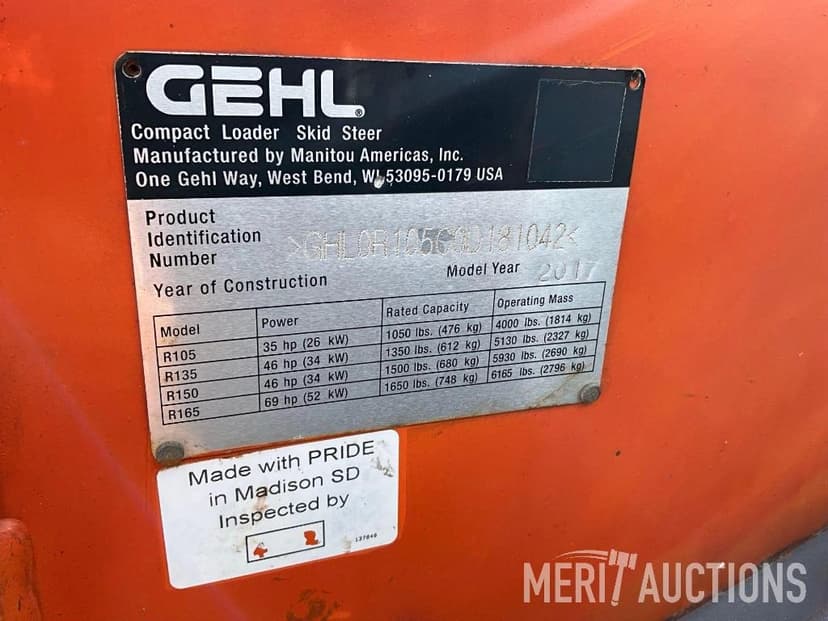 GEHL®
Compact Loader Skid Steer
Manufactured by Manitou Americas, Inc.
One Gehl Way, West Bend, WI 53095-0179 USA
Product
Identification
Number
Year of Construction
Model Year 2017
Model Power Rated Capacity Operating Mass
R105 35 hp (26 kW) 1050 lbs. (476 kg) 4000 lbs. (1814 kg)
R135 46 hp (34 kW) 1350 lbs. (612 kg) 5130 lbs. (2327 kg)
R150 46 hp (34 kW) 1500 lbs. (680 kg) 5930 lbs. (2690 kg)
R165 69 hp (52 kW) 1650 lbs. (748 kg) 6165 lbs. (2796 kg)
Made with PRIDE
in Madison SD
Inspected by
4 2
137840
MERIT AUCTIONS